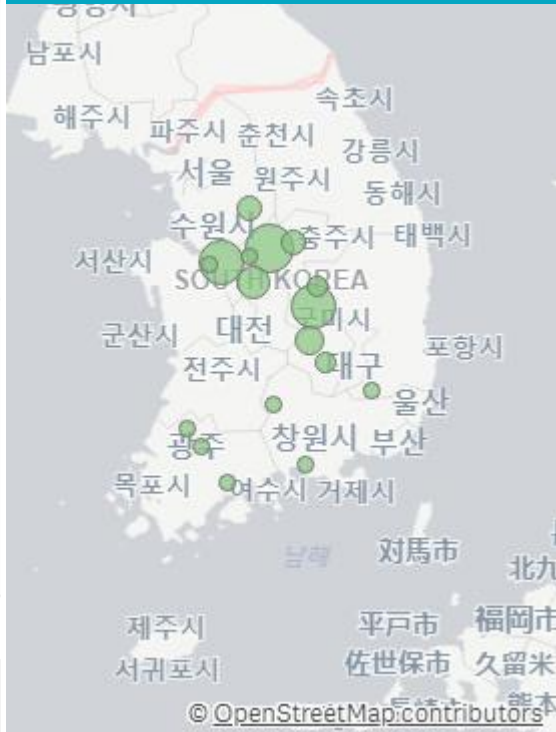 남포시
해주시
속초시
파주시
춘천시
강릉시
서울
원주시
동해시
수원시
충주시
태백시
서산시
SOUTH KOREA
군산시
대전
구미시
포항시
전주시
대구
울산
광주
창원시
부산
목포시
여수시
거제시
남해
対馬市
北九
제주시
平戸市
福岡市
서귀포시
佐世保市
久留米
熊本
© OpenStreetMap contributors